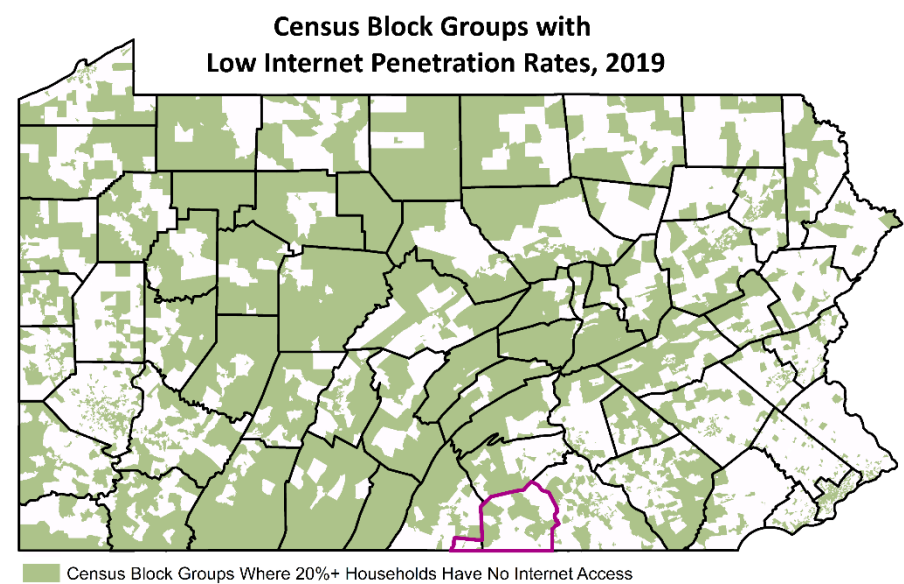 Census Block Groups with
Low Internet Penetration Rates, 2019
Census Block Groups Where 20%+ Households Have No Internet Access